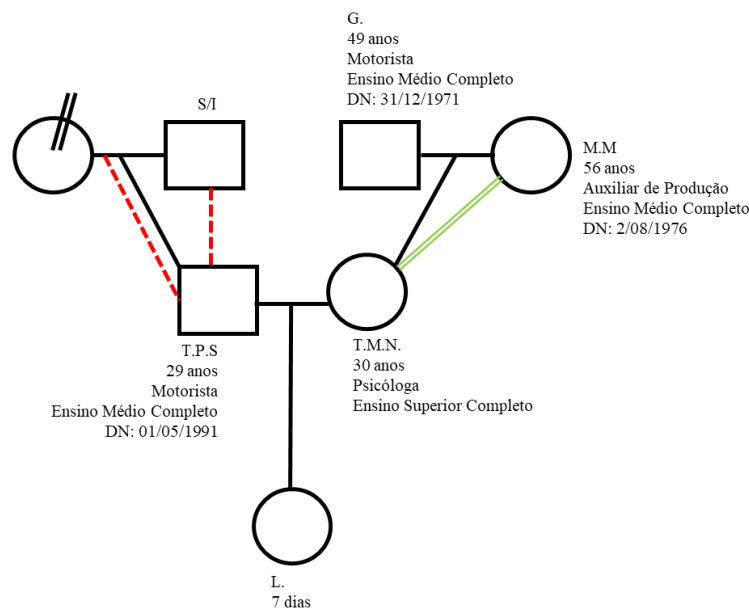 G.
49 anos
Motorista
Ensino Médio Completo
DN: 31/12/1971
S/I
M.M
56 anos
Auxiliar de Produção
Ensino Médio Completo
DN: 2/08/1976
T.P.S
29 anos
Motorista
Ensino Médio Completo
DN: 01/05/1991
T.M.N.
30 anos
Psicóloga
Ensino Superior Completo
L.
7 dias